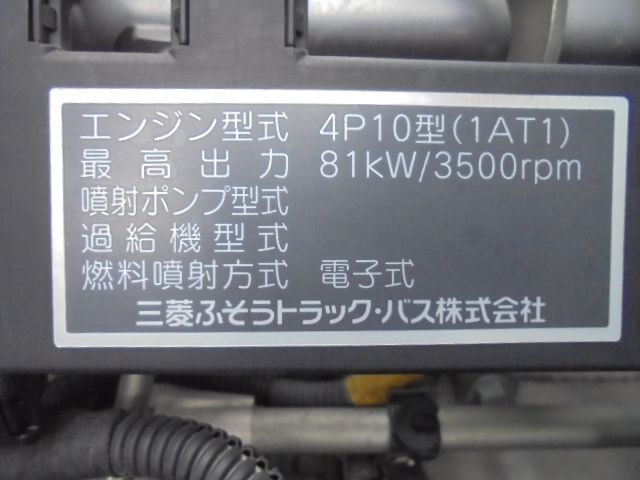 エンジン型式 4P10型(1AT1)
最高出力 81kW/3500rpm
噴射ポンプ型式
過給機型式
燃料噴射方式 電子式
三菱ふそうトラック・バス株式会社